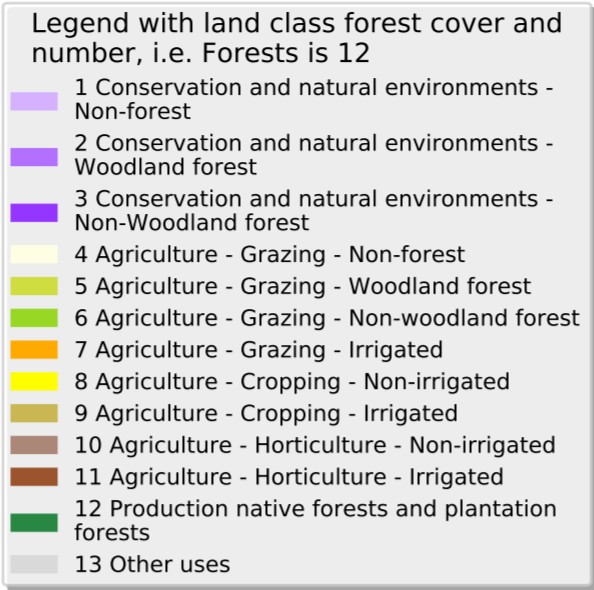 Legend with land class forest cover and
number, i.e. Forests is 12
1 Conservation and natural environments -
Non-forest
2 Conservation and natural environments -
Woodland forest
3 Conservation and natural environments -
Non-Woodland forest
4 Agriculture - Grazing - Non-forest
5 Agriculture - Grazing - Woodland forest
6 Agriculture - Grazing - Non-woodland forest
7 Agriculture - Grazing - Irrigated
8 Agriculture - Cropping - Non-irrigated
9 Agriculture - Cropping - Irrigated
10 Agriculture - Horticulture - Non-irrigated
11 Agriculture - Horticulture - Irrigated
12 Production native forests and plantation
forests
13 Other uses